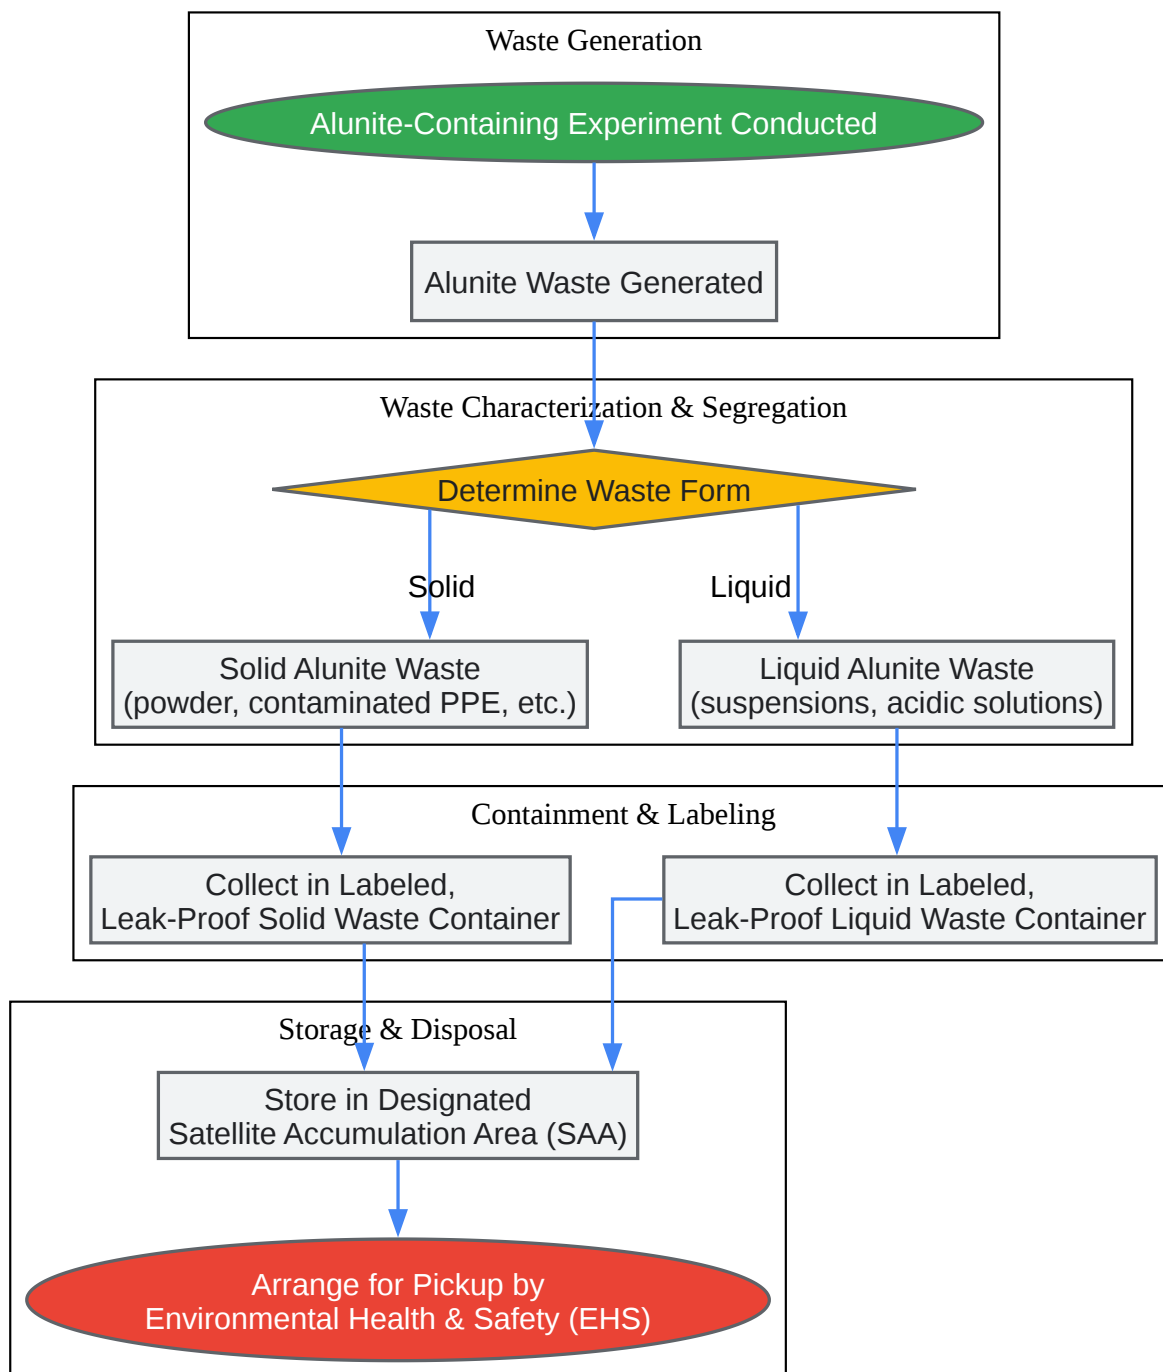 Waste Generation
Alunite-Containing Experiment Conducted
Alunite Waste Generated
Waste Characterization & Segregation
Determine Waste Form
Solid
Liquid
Solid Alunite Waste
(powder, contaminated PPE, etc.)
Liquid Alunite Waste
(suspensions, acidic solutions)
Containment & Labeling
Collect in Labeled,
Leak-Proof Solid Waste Container
Collect in Labeled,
Leak-Proof Liquid Waste Container
Storage & Disposal
Store in Designated
Satellite Accumulation Area (SAA)
Arrange for Pickup by
Environmental Health & Safety (EHS)